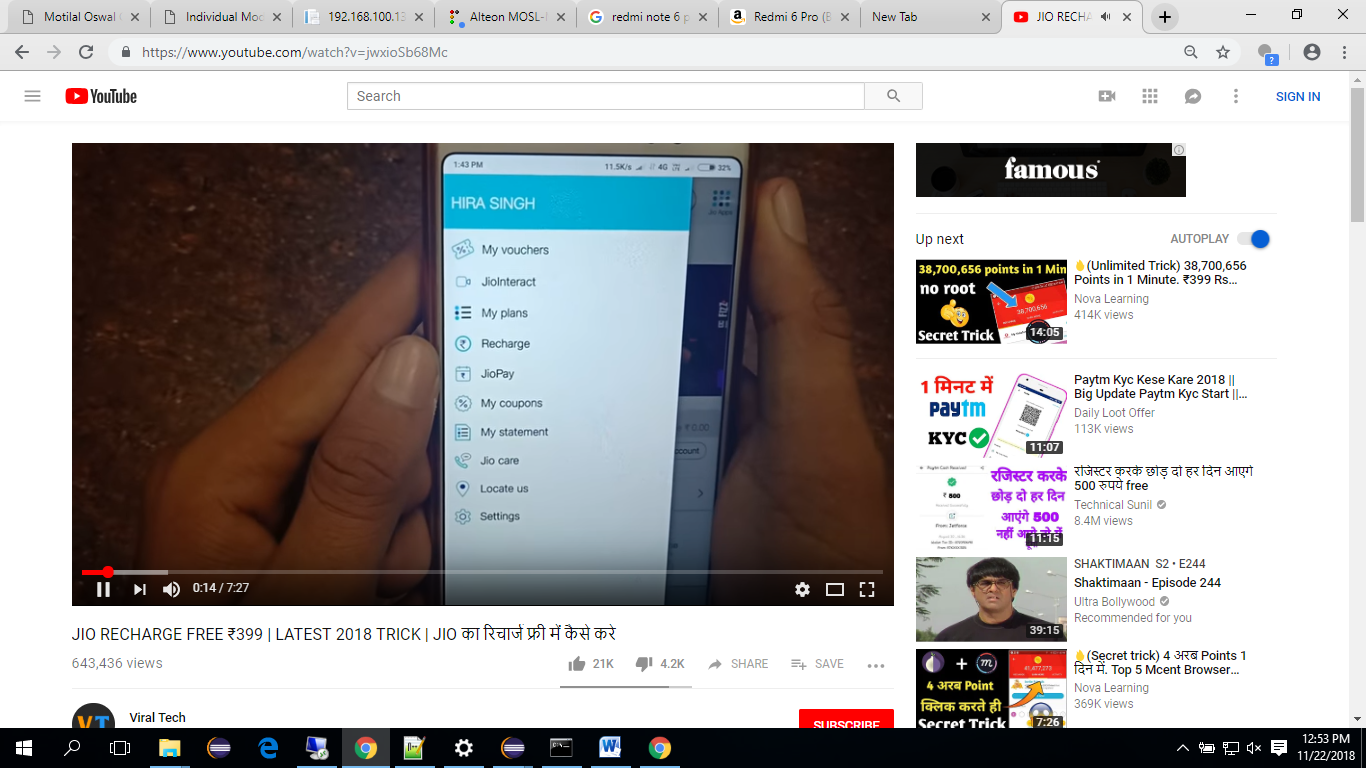 Motilal Oswal
Individual Mod
192.168.100.13
Alteon MOSL-
redmi note 6 p
Redmi 6 Pro (B
New Tab
JIO RECHA
https://www.youtube.com/watch?v=jwxioSb68Mc
YouTube
Search
SIGN IN
1:43 PM
11.5K/s
4G
32%
HIRA SINGH
My vouchers
JioInteract
My plans
Recharge
JioPay
My coupons
My statement
Jio care
Locate us
Settings
Jio Apps
₹ 0.00
ccount
0:14 / 7:27
JIO RECHARGE FREE ₹399 | LATEST 2018 TRICK | JIO का रिचार्ज फ्री में कैसे करे
643,436 views
21K
4.2K
SHARE
SAVE
Viral Tech
SUBSCRIBE
famous
Up next
AUTOPLAY
38,700,656 points in 1 Min
no root
38,700,656
Secret Trick
14:05
(Unlimited Trick) 38,700,656
Points in 1 Minute. ₹399 Rs...
Nova Learning
414K views
1 मिनट में
Paytm
KYC
11:07
Paytm Kyc Kese Kare 2018 ||
Big Update Paytm Kyc Start ||...
Daily Loot Offer
113K views
₹ 500
रजिस्टर करके
छोड़ दो हर दिन
आएंगे 500
11:15
रजिस्टर करके छोड़ दो हर दिन आएंगे
500 रुपये free
Technical Sunil
8.4M views
39:15
SHAKTIMAAN S2 • E244
Shaktimaan - Episode 244
Ultra Bollywood
Recommended for you
4 अरब Point
क्लिक करते ही
Secret Trick
7:26
(Secret trick) 4 अरब Points 1
दिन में. Top 5 Mcent Browser...
Nova Learning
369K views
12:53 PM
11/22/2018